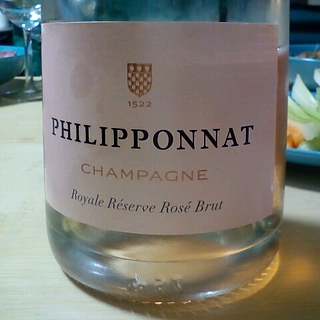 1522
PHILIPPONNAT
CHAMPAGNE
Royale Réserve Rosé Brut